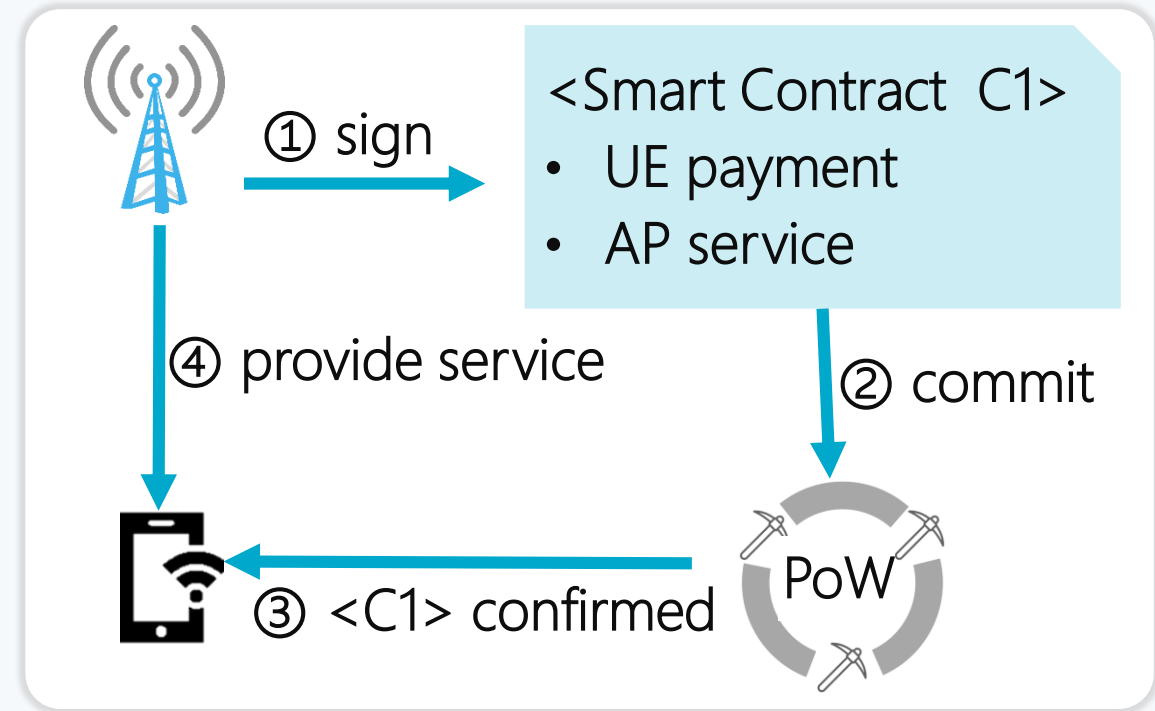 <Smart Contract  C1>
① sign
• UE payment
• AP service
④ provide service
② commit
PoW
③ <C1> confirmed